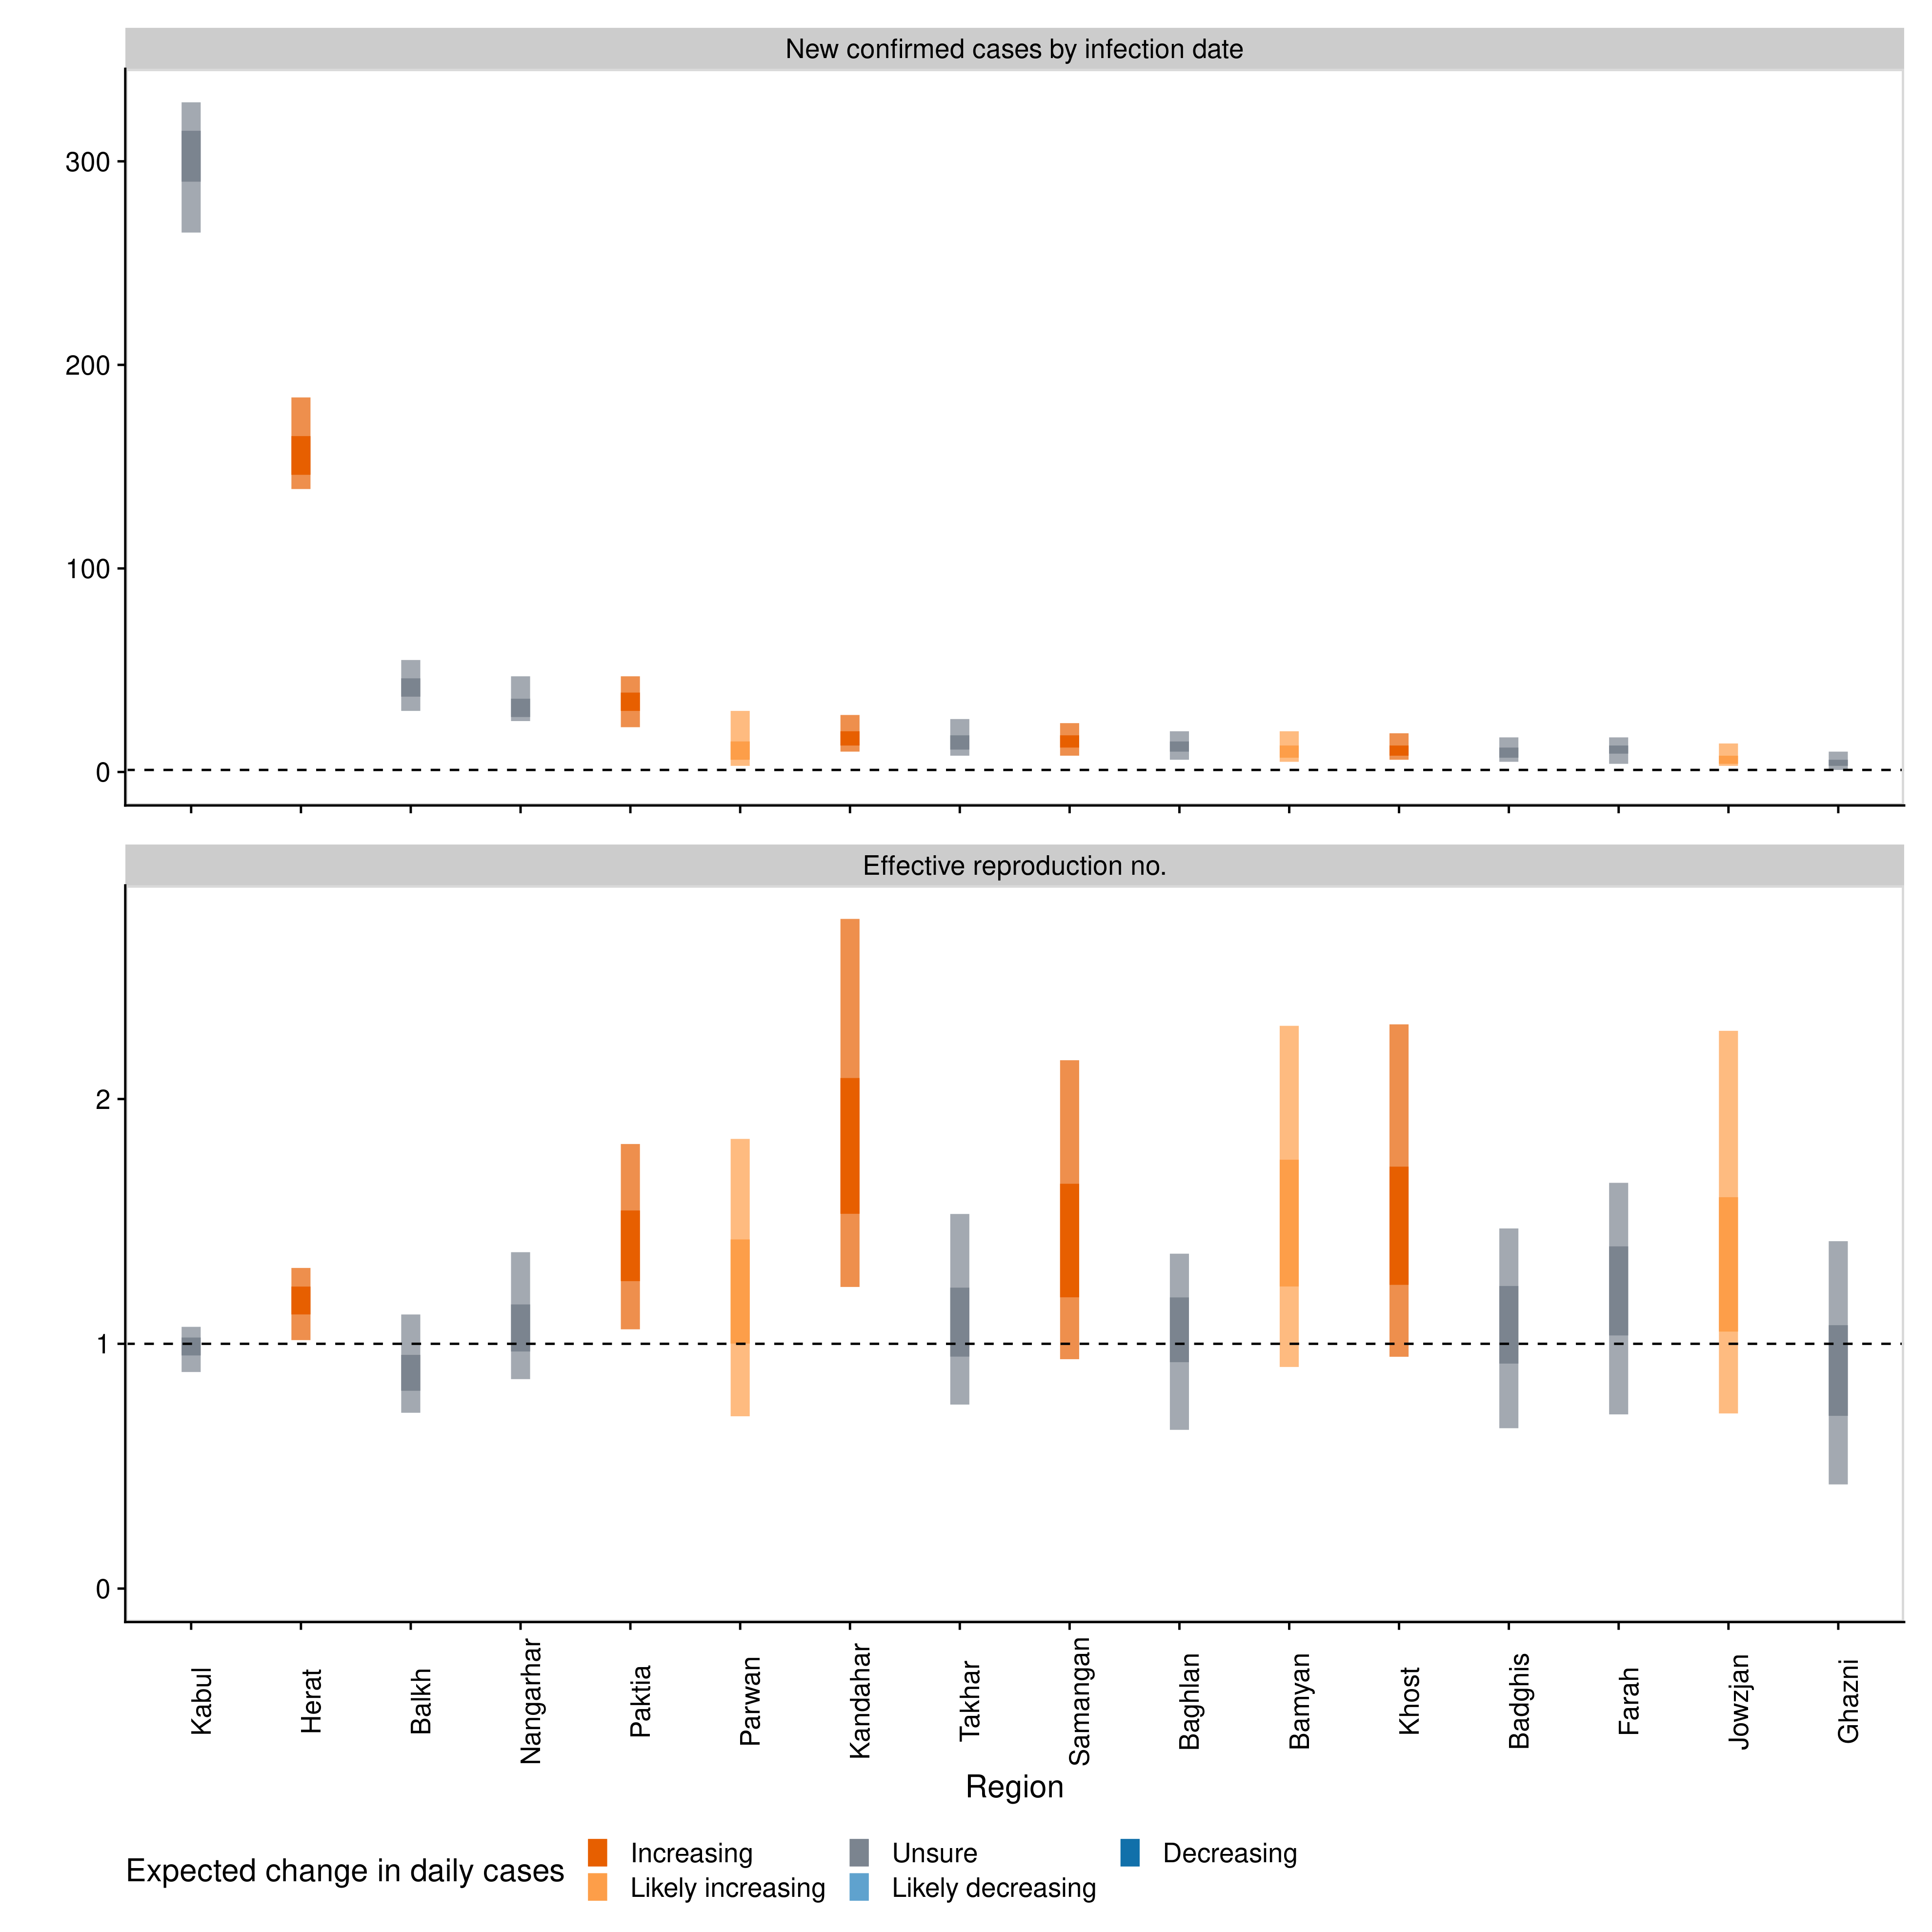 New confirmed cases by infection date
300
200
100
0
Effective reproduction no.
2
1
0
Kabul
Herat
Balkh
Nangarhar
Paktia
Parwan
Kandahar
Takhar
Samangan
Baghlan
Bamyan
Khost
Badghis
Farah
Jowzjan
Ghazni
Region
Expected change in daily cases
Increasing
Unsure
Decreasing
Likely increasing
Likely decreasing